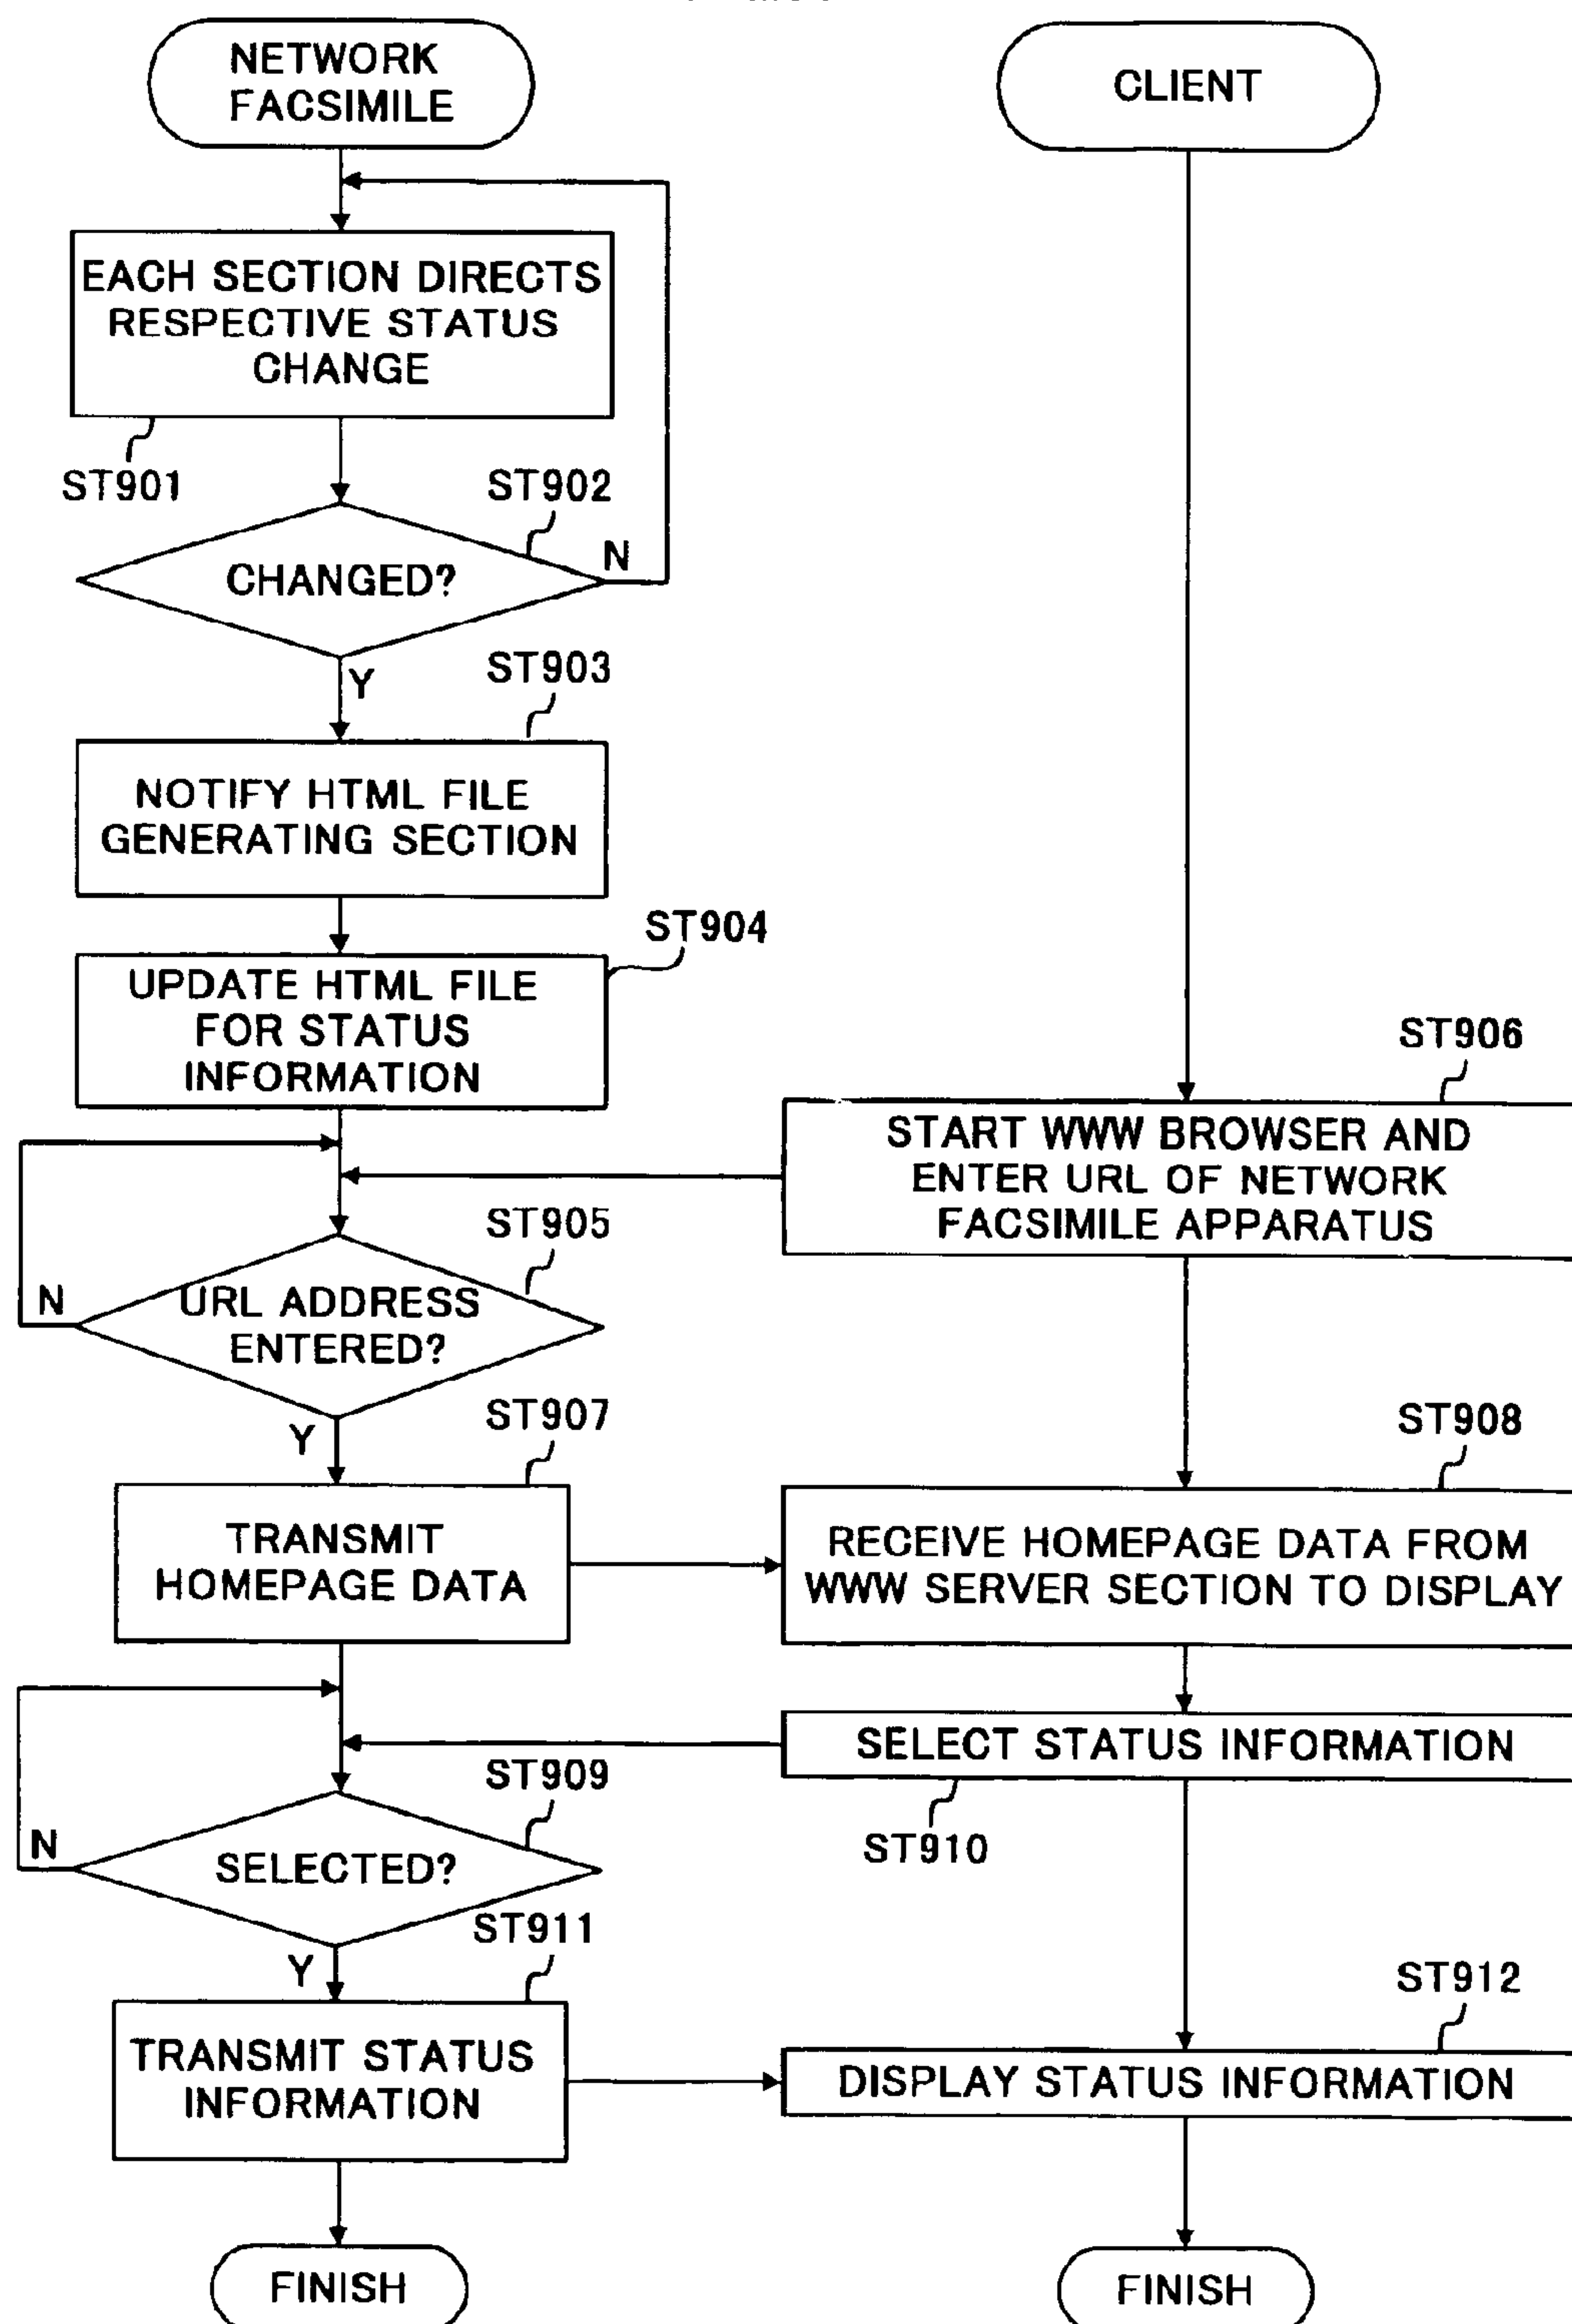 NETWORK
FACSIMILE
CLIENT
EACH SECTION DIRECTS
RESPECTIVE STATUS
CHANGE
ST901
ST902
CHANGED?
N
Y
ST903
NOTIFY HTML FILE
GENERATING SECTION
ST904
UPDATE HTML FILE
FOR STATUS
INFORMATION
ST906
START WWW BROWSER AND
ENTER URL OF NETWORK
FACSIMILE APPARATUS
ST905
N
URL ADDRESS
ENTERED?
Y
ST907
ST908
TRANSMIT
HOMEPAGE DATA
RECEIVE HOMEPAGE DATA FROM
WWW SERVER SECTION TO DISPLAY
SELECT STATUS INFORMATION
ST909
ST910
N
SELECTED?
ST911
Y
ST912
TRANSMIT STATUS
INFORMATION
DISPLAY STATUS INFORMATION
FINISH
FINISH